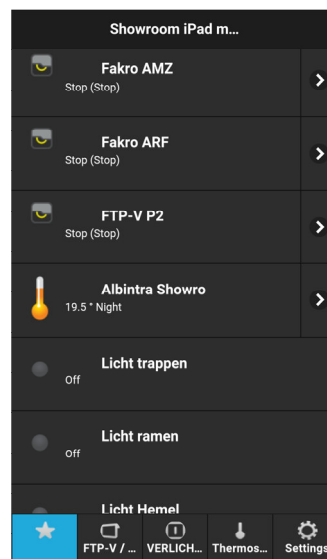 Showroom iPad m...
Fakro AMZ
Stop (Stop)
Fakro ARF
Stop (Stop)
FTP-V P2
Stop (Stop)
Albintra Showro
19.5 ° Night
Licht trappen
Off
Licht ramen
Off
Licht Hemel
FTP-V / ...
VERLICH...
Thermos...
Settings